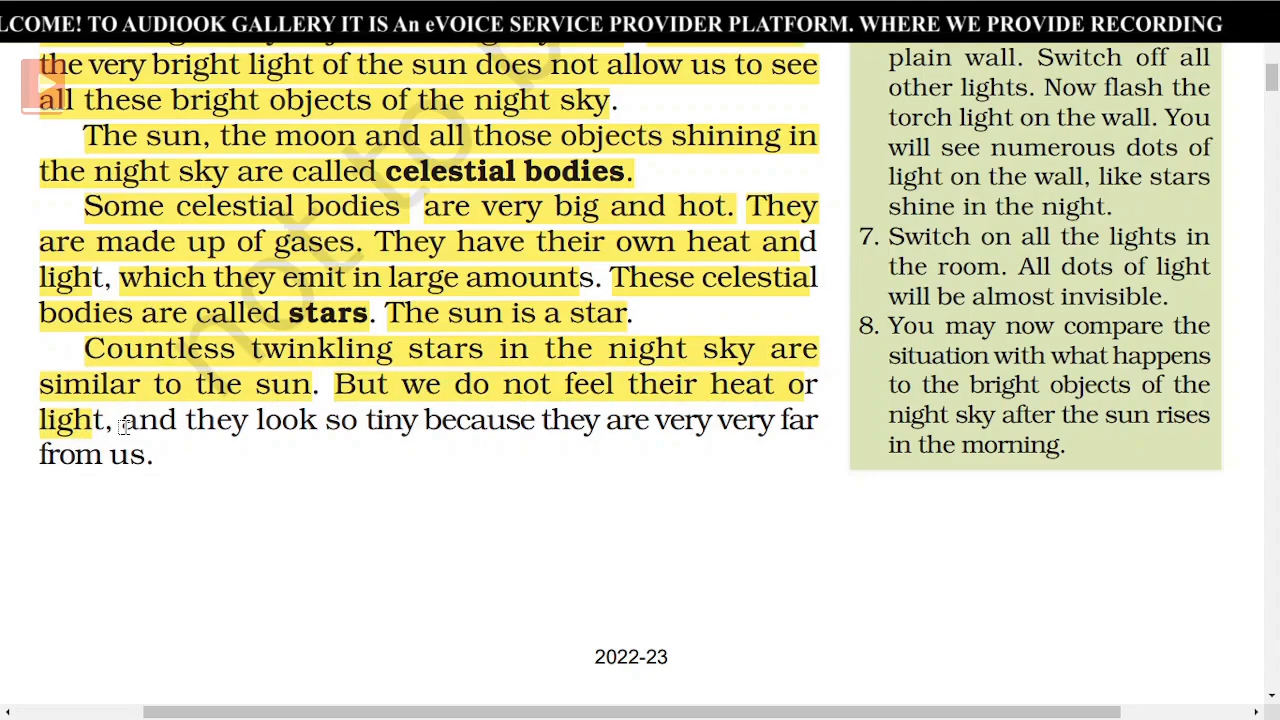 LCOME! TO AUDIOOK GALLERY IT IS An eVOICE SERVICE PROVIDER PLATFORM. WHERE WE PROVIDE RECORDING
the very bright light of the sun does not allow us to see
all these bright objects of the night sky.
The sun, the moon and all those objects shining in
the night sky are called celestial bodies.
Some celestial bodies are very big and hot. They
are made up of gases. They have their own heat and
light, which they emit in large amounts. These celestial
bodies are called stars. The sun is a star.
Countless twinkling stars in the night sky are
similar to the sun. But we do not feel their heat or
light, and they look so tiny because they are very very far
from us.
plain wall. Switch off all
other lights. Now flash the
torch light on the wall. You
will see numerous dots of
light on the wall, like stars
shine in the night.
7. Switch on all the lights in
the room. All dots of light
will be almost invisible.
8. You may now compare the
situation with what happens
to the bright objects of the
night sky after the sun rises
in the morning.
not to b
2022-23